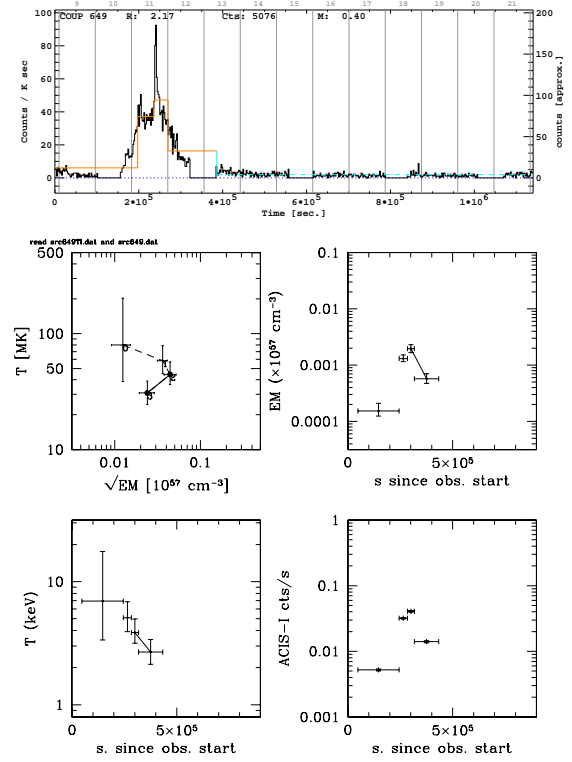 9 10 11 12 13 14 15 16 17 18 19 20 21
COUP 649 R: 2.17 Cts: 5076 M: 0.40
100 80 60 40 20 0
Counts / K sec
200 150 100 50 0
counts [approx.]
0 2•10⁵ 4•10⁵ 6•10⁵ 8•10⁵ 1•10⁶
Time [sec.]
read src649TI.dat and src649.dat
500 100 50 10
T [MK]
0 2 3
0.01 0.1
√EM [10⁵⁷ cm⁻³]
0.1 0.01 0.001 0.0001
EM (×10⁵⁷ cm⁻³)
0 5×10⁵
s since obs. start
10 1
T (keV)
0 5×10⁵
s. since obs. start
1 0.1 0.01 0.001
ACIS-I cts/s
0 5×10⁵
s. since obs. start